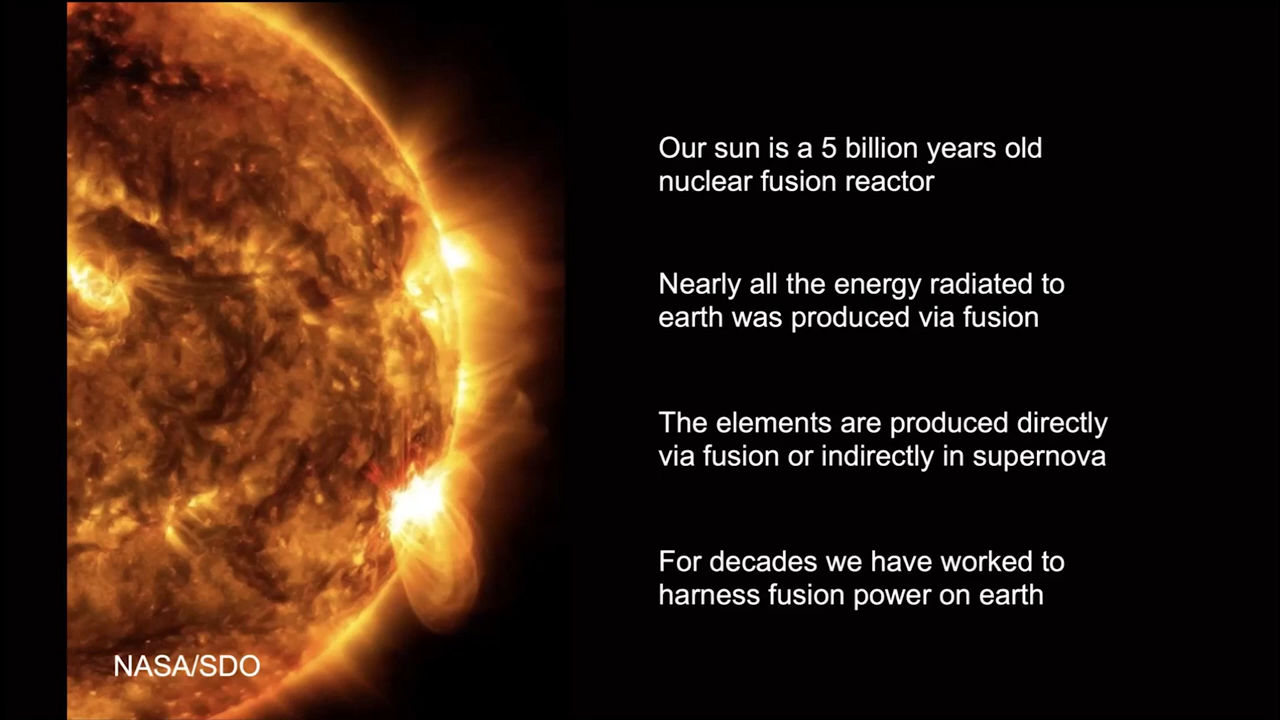 Our sun is a 5 billion years old
nuclear fusion reactor
Nearly all the energy radiated to
earth was produced via fusion
The elements are produced directly
via fusion or indirectly in supernova
For decades we have worked to
harness fusion power on earth
NASA/SDO